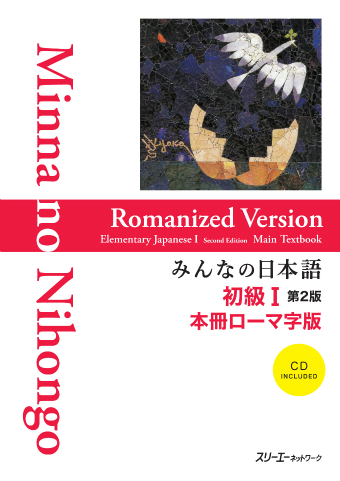 Minna no Nihongo
Romanized Version
Elementary Japanese I Second Edition Main Textbook
みんなの日本語
初級I 第2版
本冊ローマ字版
CD
INCLUDED
スリーエーネットワーク